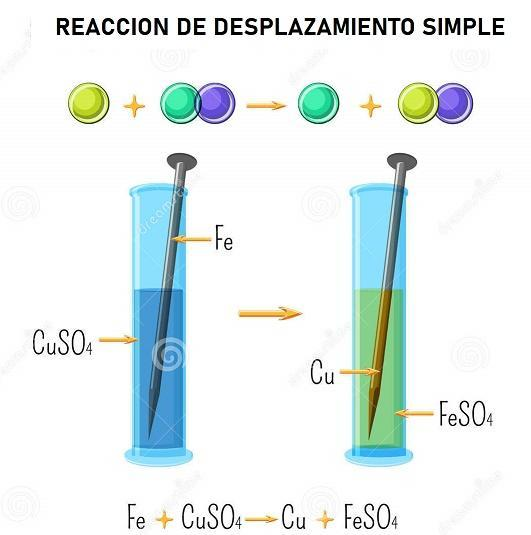 REACCION DE DESPLAZAMIENTO SIMPLE
+ → +
Fe
CuSO₄
Cu
FeSO₄
Fe + CuSO₄ → Cu + FeSO₄